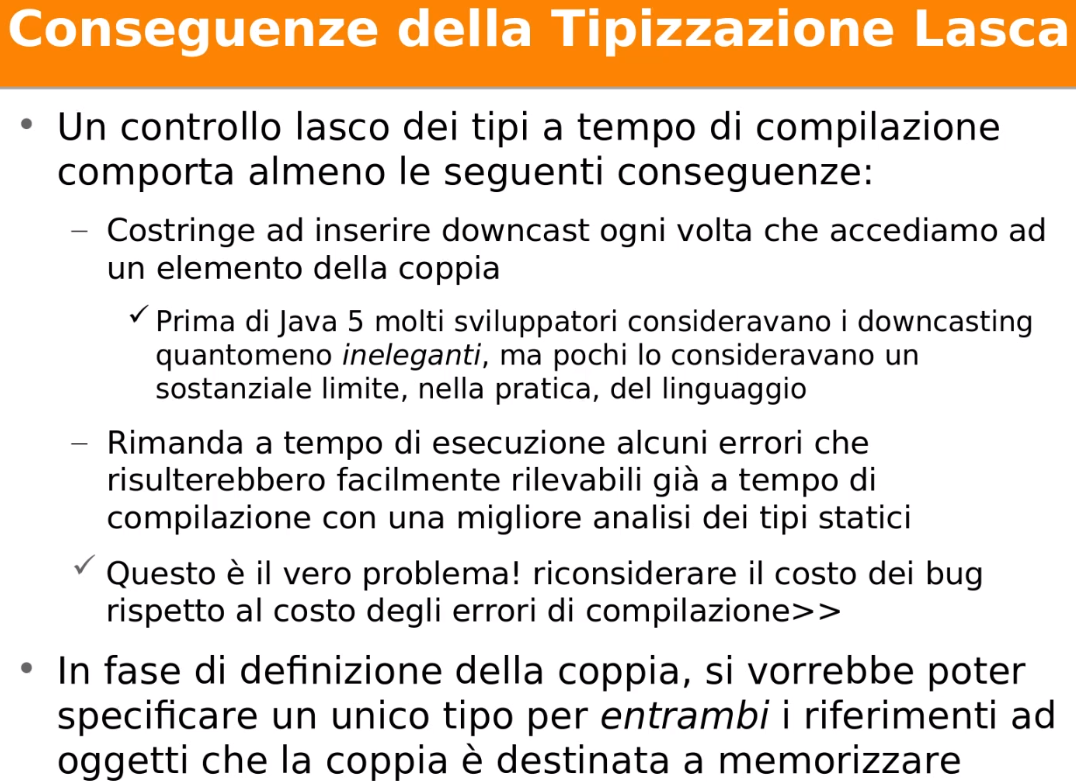 Conseguenze della Tipizzazione Lasca
• Un controllo lasco dei tipi a tempo di compilazione
comporta almeno le seguenti conseguenze:
– Costringe ad inserire downcast ogni volta che accediamo ad
un elemento della coppia
✓ Prima di Java 5 molti sviluppatori consideravano i downcasting
quantomeno ineleganti, ma pochi lo consideravano un
sostanziale limite, nella pratica, del linguaggio
– Rimanda a tempo di esecuzione alcuni errori che
risulterebbero facilmente rilevabili già a tempo di
compilazione con una migliore analisi dei tipi statici
✓ Questo è il vero problema! riconsiderare il costo dei bug
rispetto al costo degli errori di compilazione>>
• In fase di definizione della coppia, si vorrebbe poter
specificare un unico tipo per entrambi i riferimenti ad
oggetti che la coppia è destinata a memorizzare